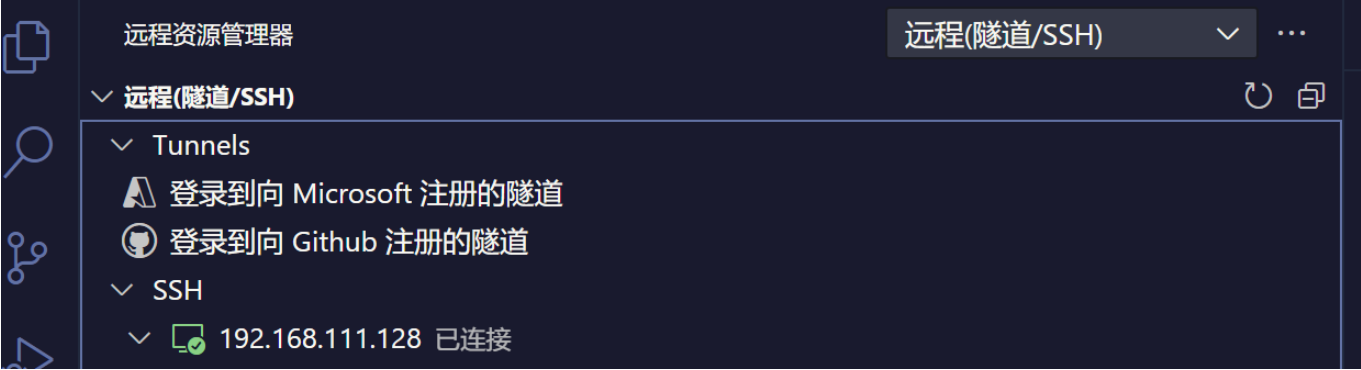 远程资源管理器 远程(隧道/SSH)
远程(隧道/SSH)
Tunnels
登录到向 Microsoft 注册的隧道
登录到向 Github 注册的隧道
SSH
192.168.111.128 已连接